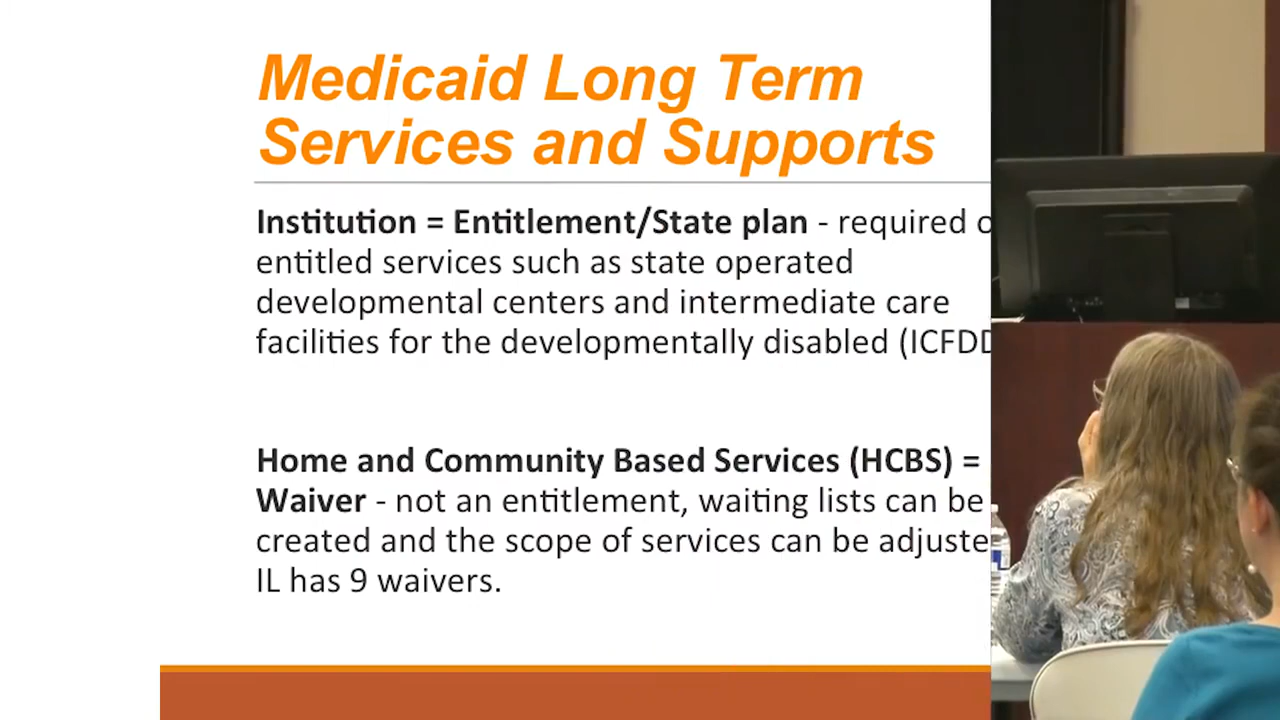 Medicaid Long Term
Services and Supports
Institution = Entitlement/State plan - required
entitled services such as state operated
developmental centers and intermediate care
facilities for the developmentally disabled (ICFDD
Home and Community Based Services (HCBS) =
Waiver - not an entitlement, waiting lists can be
created and the scope of services can be adjuste
IL has 9 waivers.